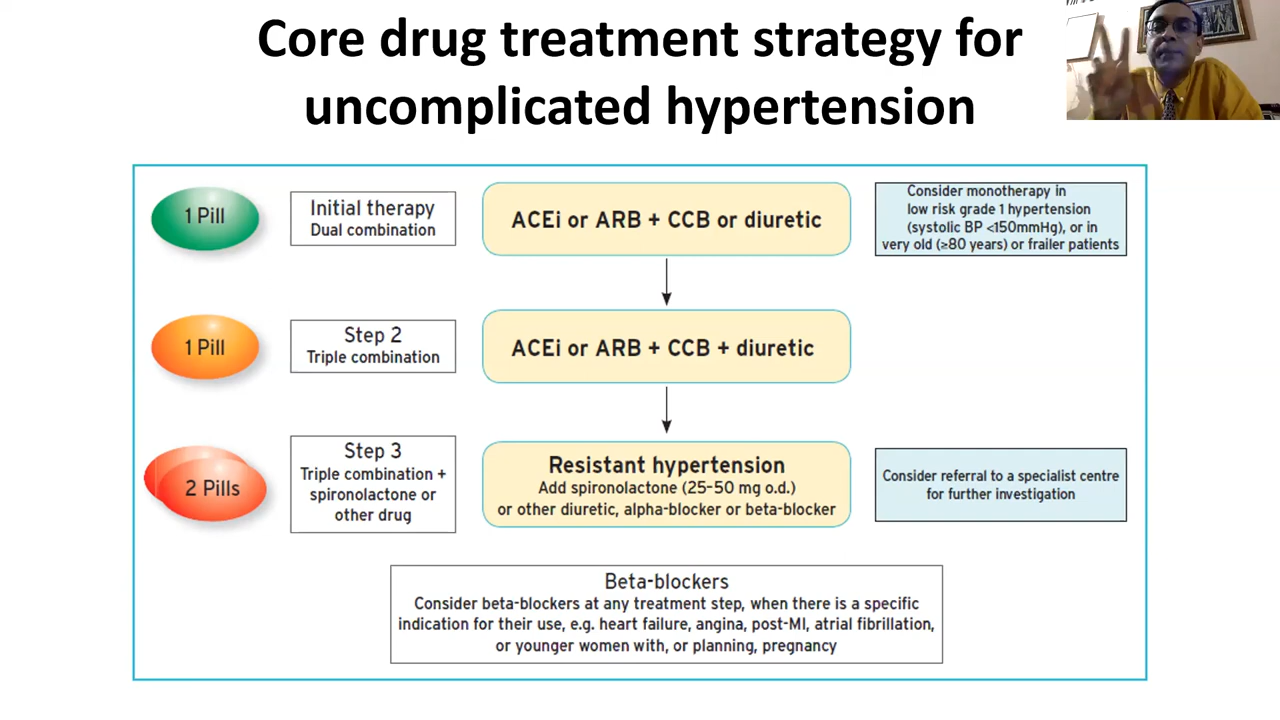 Core drug treatment strategy for
uncomplicated hypertension
1 Pill
Initial therapy
Dual combination
ACEi or ARB + CCB or diuretic
Consider monotherapy in
low risk grade 1 hypertension
(systolic BP <150mmHg), or in
very old (≥80 years) or frailer patients
1 Pill
Step 2
Triple combination
ACEi or ARB + CCB + diuretic
2 Pills
Step 3
Triple combination +
spironolactone or
other drug
Resistant hypertension
Add spironolactone (25–50 mg o.d.)
or other diuretic, alpha-blocker or beta-blocker
Consider referral to a specialist centre
for further investigation
Beta-blockers
Consider beta-blockers at any treatment step, when there is a specific
indication for their use, e.g. heart failure, angina, post-MI, atrial fibrillation,
or younger women with, or planning, pregnancy